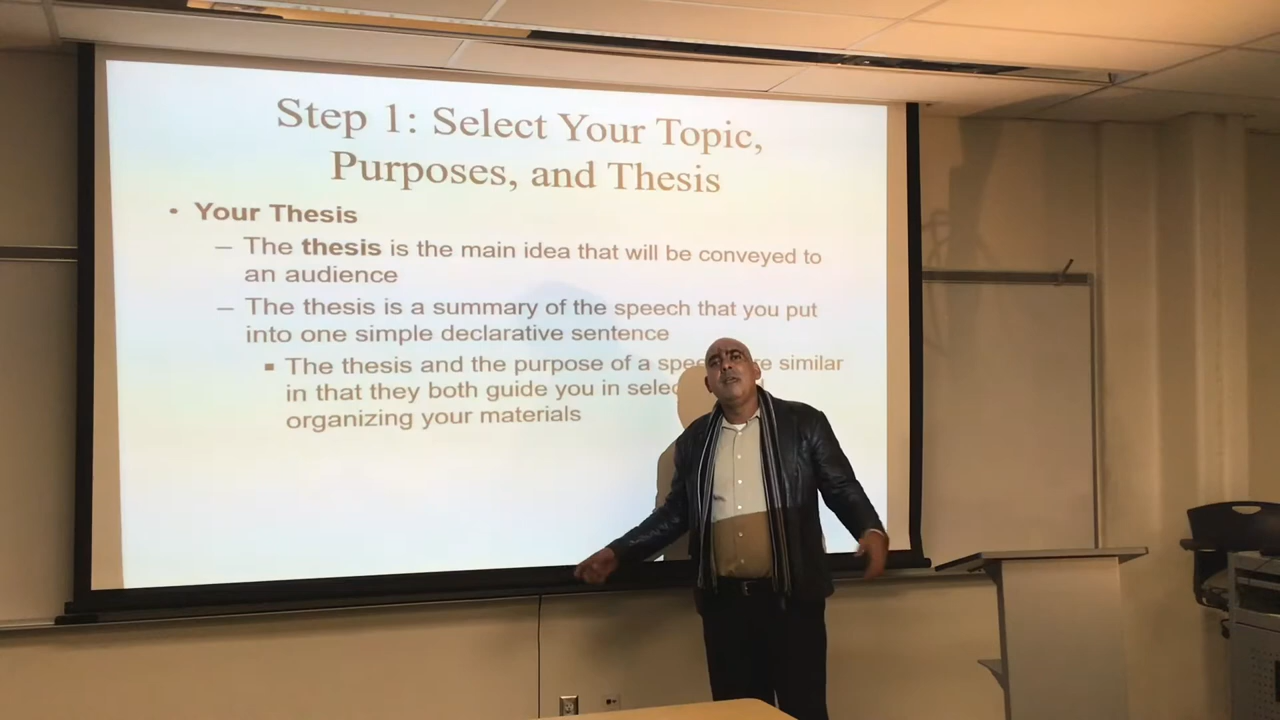 Step 1: Select Your Topic,
Purposes, and Thesis
• Your Thesis
– The thesis is the main idea that will be conveyed to
an audience
– The thesis is a summary of the speech that you put
into one simple declarative sentence
▪ The thesis and the purpose of a similar
in that they both guide you in
organizing your materials